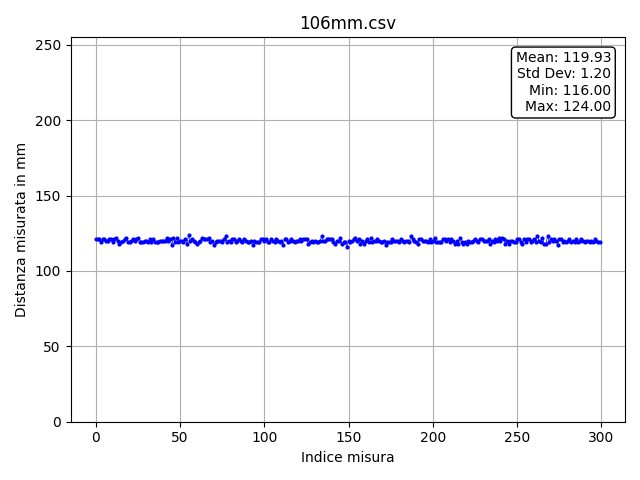 106mm.csv
Mean: 119.93
Std Dev: 1.20
Min: 116.00
Max: 124.00
Distanza misurata in mm
250
200
150
100
50
0
0 50 100 150 200 250 300
Indice misura